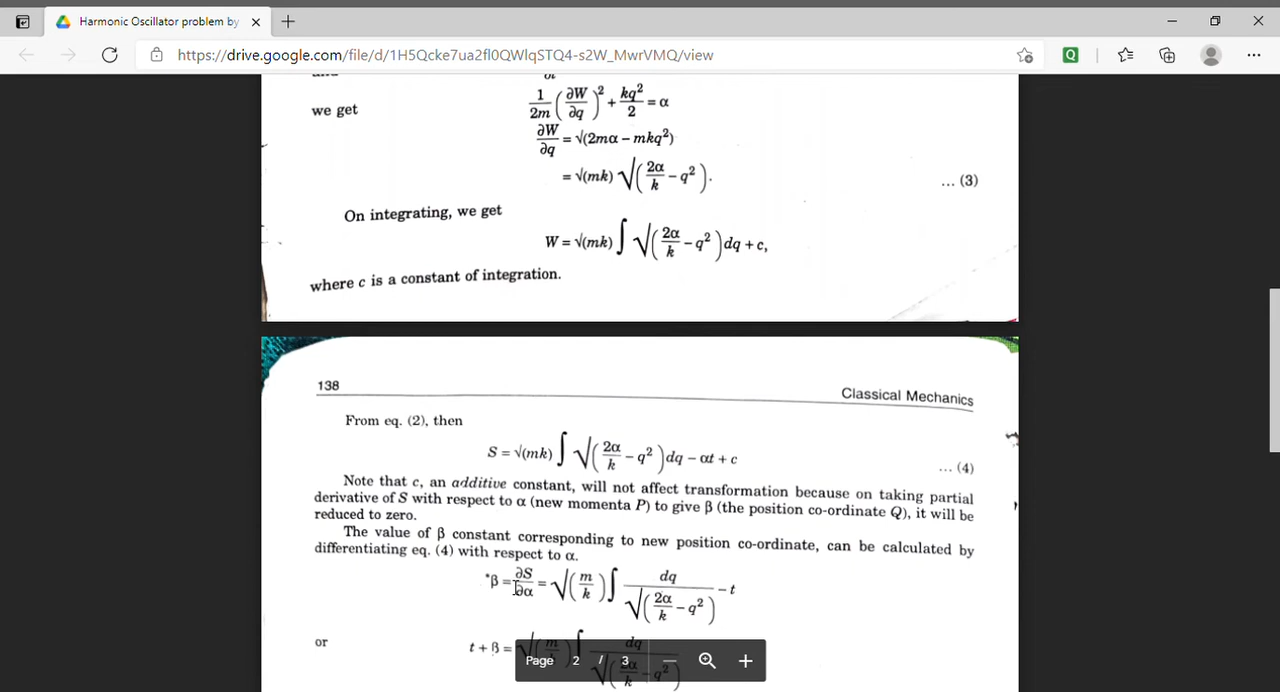 Harmonic Oscillator problem by
https://drive.google.com/file/d/1H5Qcke7ua2fl0QWlqSTQ4-s2W_MwrVMQ/view
or
we get
1/2m (∂W/∂q)² + kq²/2 = α
∂W/∂q = √(2mα – mkq²)
= √(mk) √(2α/k – q²). ... (3)
On integrating, we get
W = √(mk) ∫ √(2α/k – q²) dq + c,
where c is a constant of integration.
138 Classical Mechanics
From eq. (2), then
S = √(mk) ∫ √(2α/k – q²) dq – αt + c ... (4)
Note that c, an additive constant, will not affect transformation because on taking partial
derivative of S with respect to α (new momenta P) to give β (the position co-ordinate Q), it will be
reduced to zero.
The value of β constant corresponding to new position co-ordinate, can be calculated by
differentiating eq. (4) with respect to α.
*β = ∂S/∂α = √(m/k) ∫ dq/√(2α/k – q²) – t
or t + β = √(m/k) ∫ dq/√(2α/k – q²)
Page 2 / 3